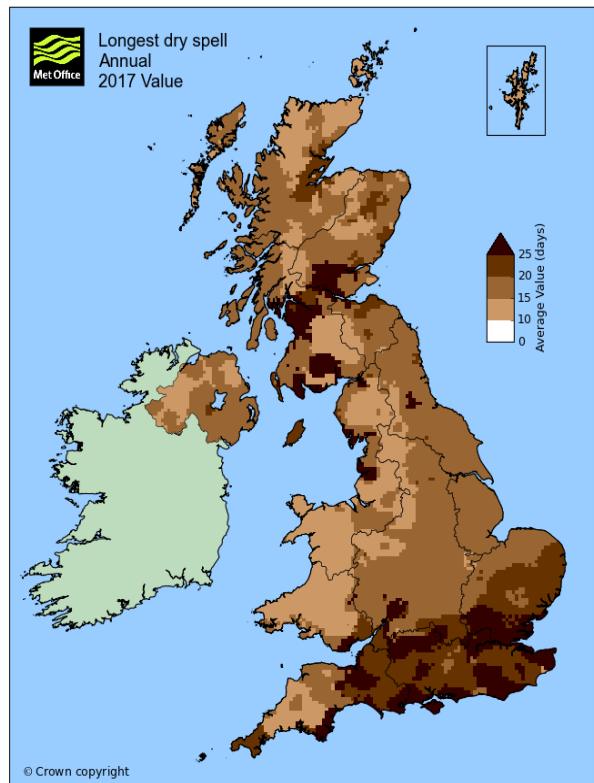 Longest dry spell
Annual
2017 Value
Met Office
25
20
15
10
0
Average Value (days)
© Crown copyright